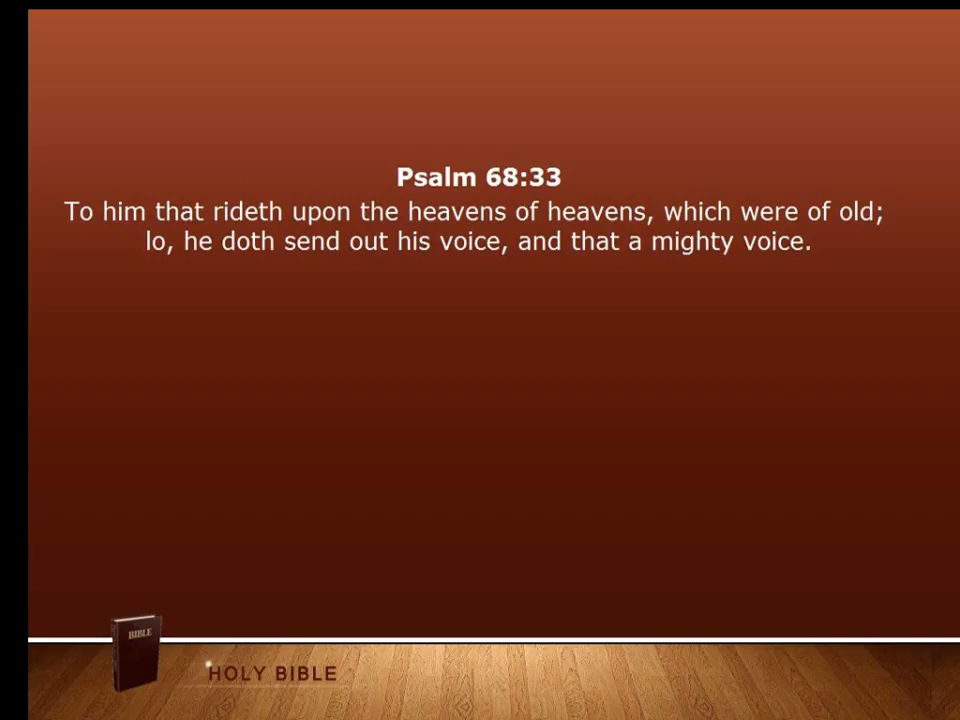 Psalm 68:33
To him that rideth upon the heavens of heavens, which were of old;
lo, he doth send out his voice, and that a mighty voice.
BIBLE
HOLY BIBLE